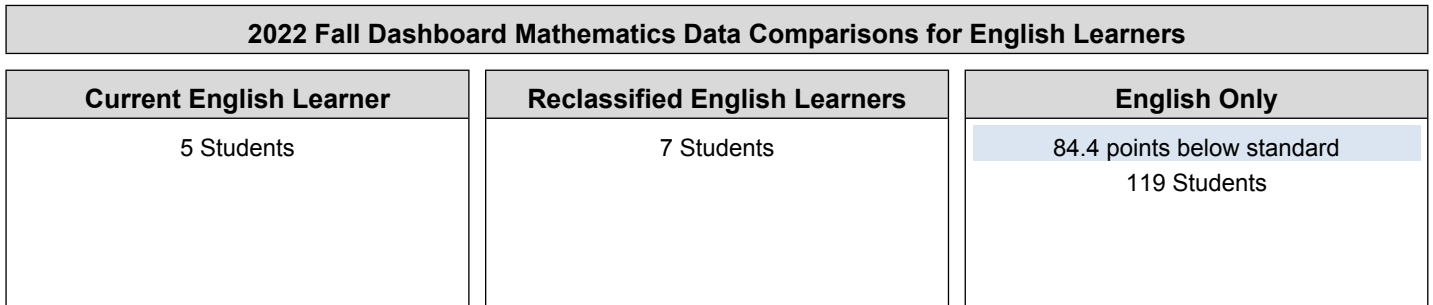 2022 Fall Dashboard Mathematics Data Comparisons for English Learners
Current English Learner
5 Students
Reclassified English Learners
7 Students
English Only
84.4 points below standard
119 Students